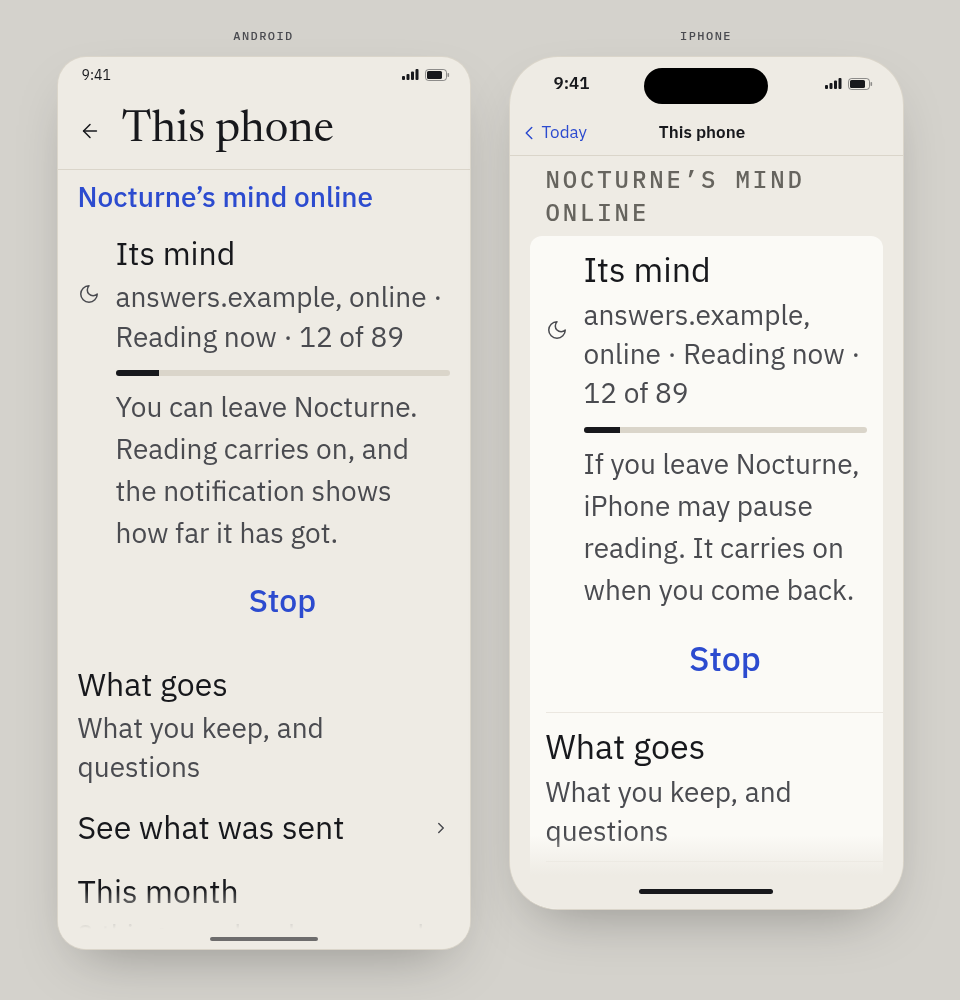 ANDROID
9:41
This phone
Nocturne’s mind online
Its mind
answers.example, online ·
Reading now · 12 of 89
You can leave Nocturne.
Reading carries on, and
the notification shows
how far it has got.
Stop
What goes
What you keep, and
questions
See what was sent
This month
IPHONE
9:41
Today
This phone
NOCTURNE’S MIND
ONLINE
Its mind
answers.example,
online · Reading now ·
12 of 89
If you leave Nocturne,
iPhone may pause
reading. It carries on
when you come back.
Stop
What goes
What you keep, and
questions